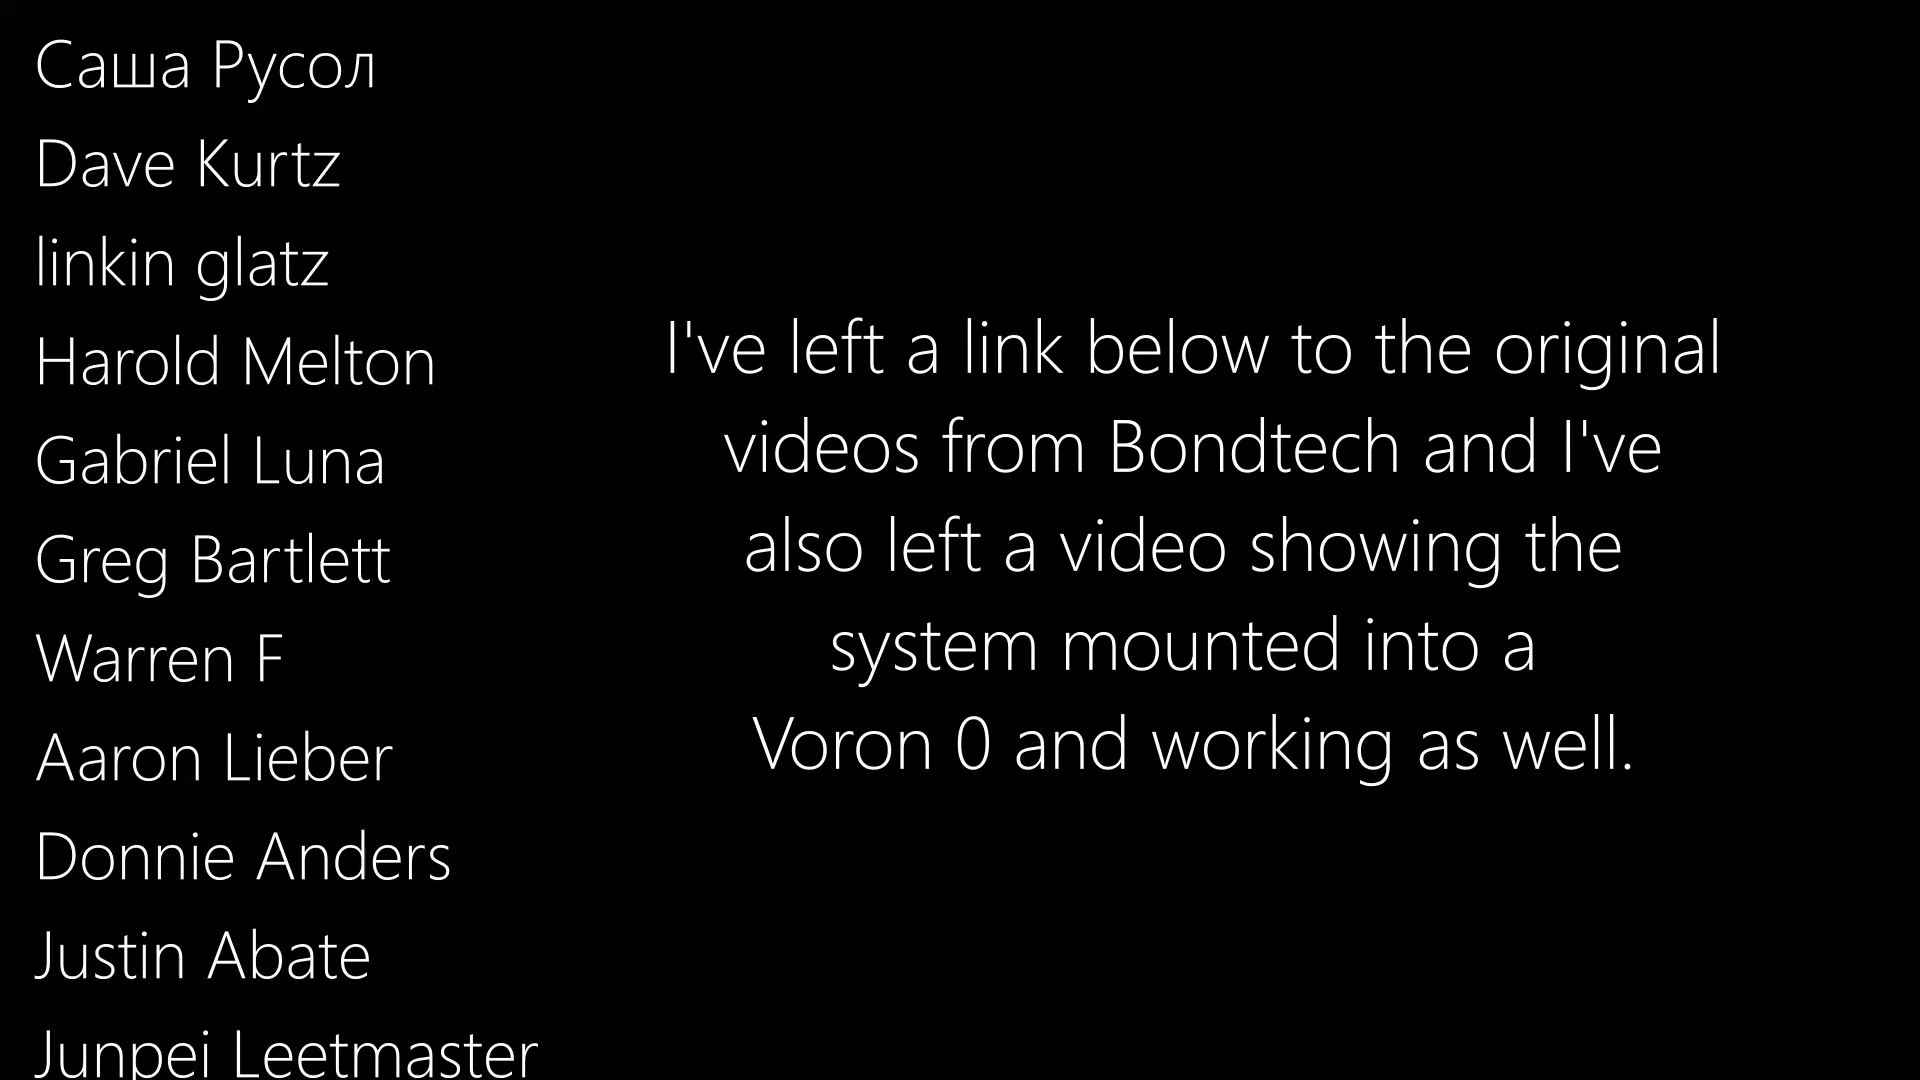 Саша Русол
Dave Kurtz
linkin glatz
Harold Melton
Gabriel Luna
Greg Bartlett
Warren F
Aaron Lieber
Donnie Anders
Justin Abate
Junpei Leetmaster
I've left a link below to the original
videos from Bondtech and I've
also left a video showing the
system mounted into a
Voron 0 and working as well.